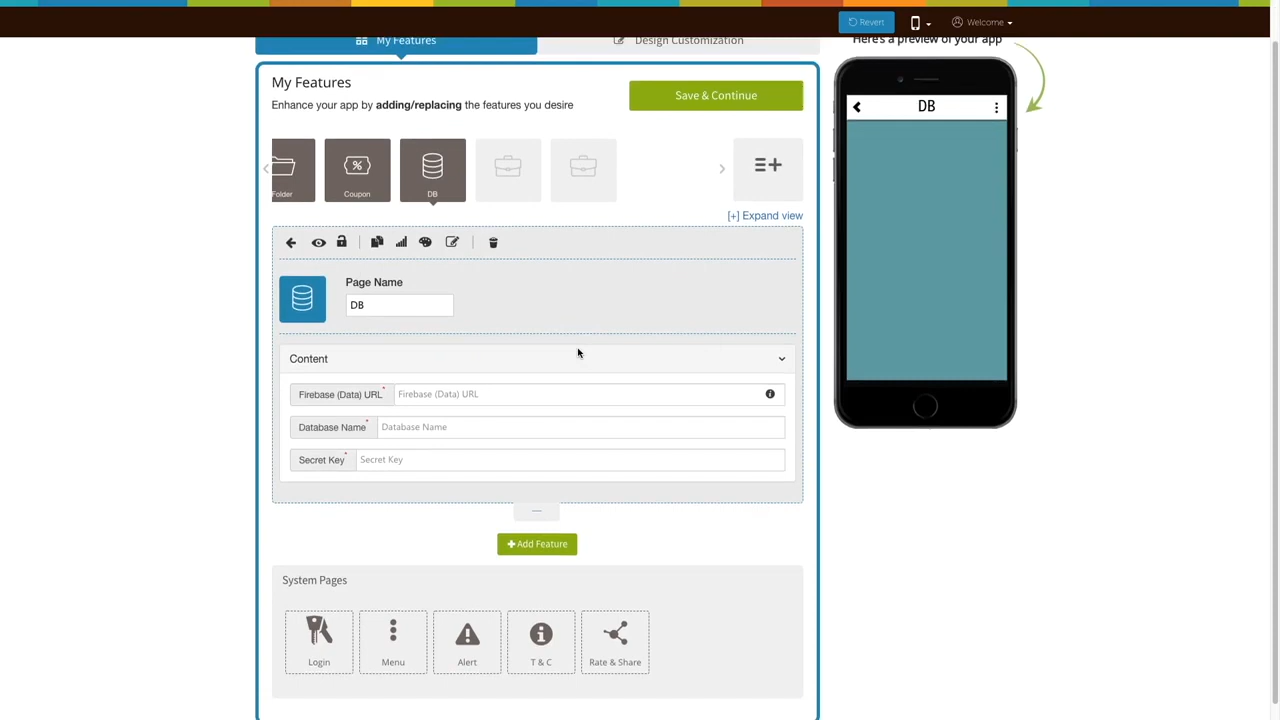 Revert
Welcome
My Features
Design Customization
Here's a preview of your app
My Features
Enhance your app by adding/replacing the features you desire
Save & Continue
Folder
Coupon
DB
[+] Expand view
DB
Page Name
DB
Content
Firebase (Data) URL* Firebase (Data) URL
Database Name* Database Name
Secret Key* Secret Key
+Add Feature
System Pages
Login
Menu
Alert
T & C
Rate & Share